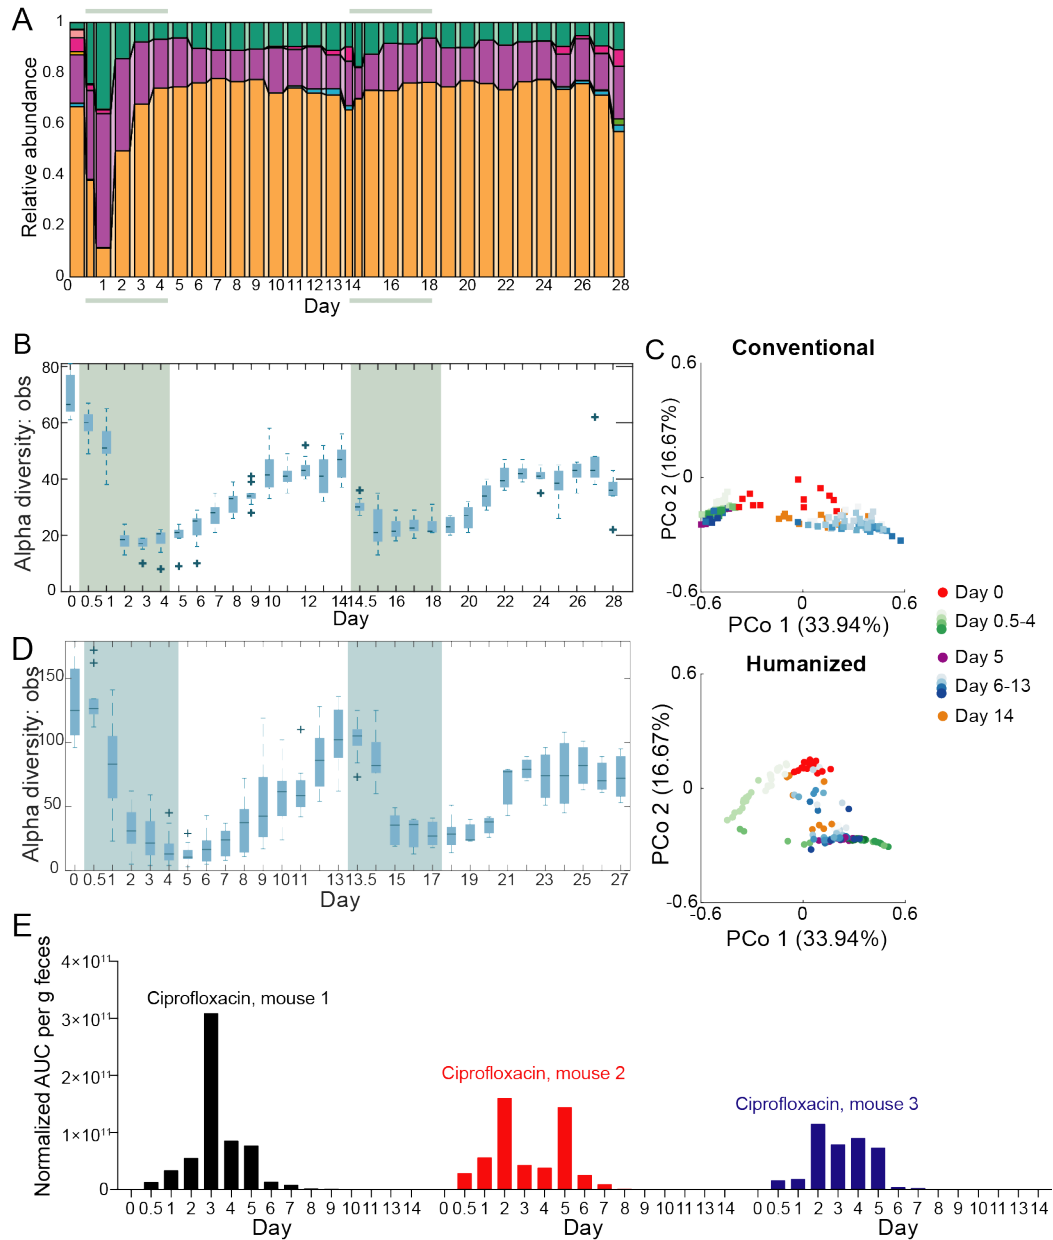 A
Relative abundance
1
0.8
0.6
0.4
0.2
0
0 1 2 3 4 5 6 7 8 9 10 11 12 13 14 16 18 20 22 24 26 28
Day
B
Alpha diversity: obs
80
60
40
20
0
0 0.5 1 2 3 4 5 6 7 8 9 10 12 14 14.5 16 18 20 22 24 26 28
Day
C
Conventional
PCo 2 (16.67%)
0.6
0
-0.6
-0.6 0 0.6
PCo 1 (33.94%)
Day 0
Day 0.5-4
Day 5
Day 6-13
Day 14
Humanized
PCo 2 (16.67%)
0.6
0
-0.6
-0.6 0 0.6
PCo 1 (33.94%)
D
Alpha diversity: obs
150
100
50
0
0 0.5 1 2 3 4 5 6 7 8 9 10 11 13 13.5 15 17 19 21 23 25 27
Day
E
Normalized AUC per g feces
4×10¹¹
3×10¹¹
2×10¹¹
1×10¹¹
0
Ciprofloxacin, mouse 1
Ciprofloxacin, mouse 2
Ciprofloxacin, mouse 3
0 0.5 1 2 3 4 5 6 7 8 9 10 11 13 14 0 0.5 1 2 3 4 5 6 7 8 9 10 11 13 14 0 0.5 1 2 3 4 5 6 7 8 9 10 11 13 14
Day Day Day